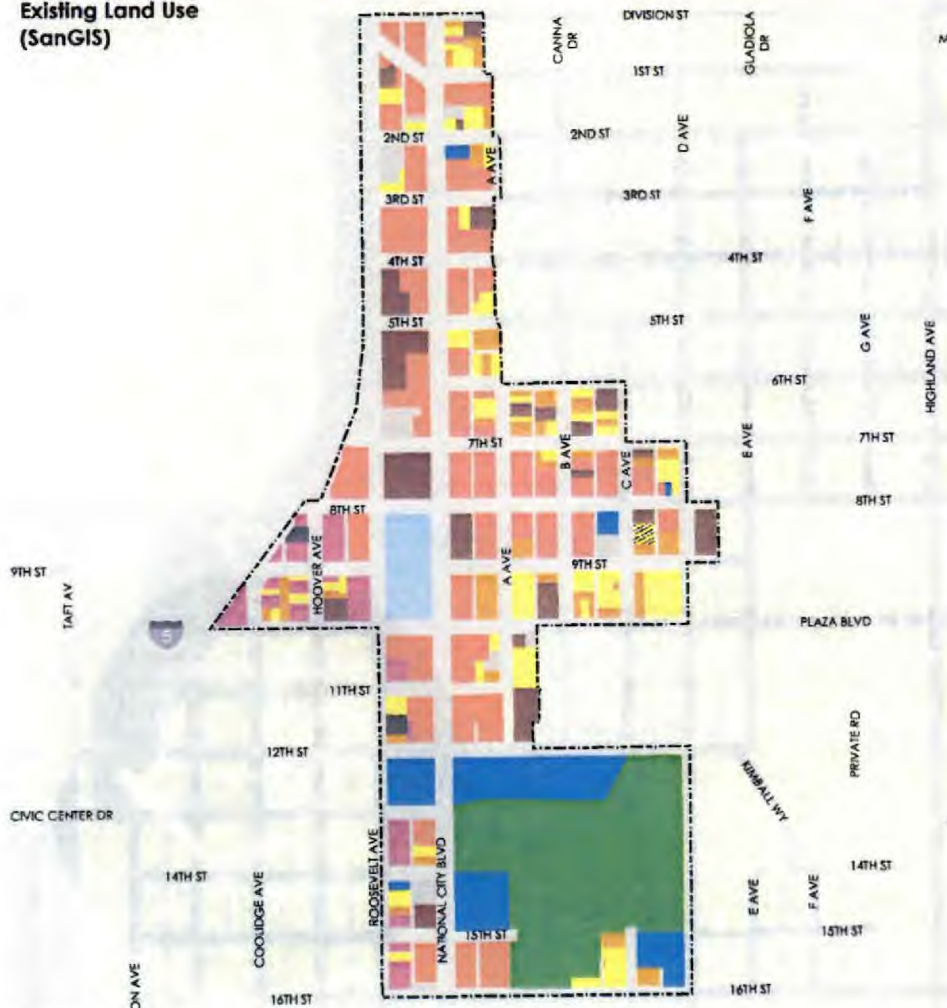 Existing Land Use
(SanGIS)
DIVISION ST
CANNA
DR
GLADIOLA
DR
M
1ST ST
2ND ST
2ND ST
D AVE
A AVE
3RD ST
3RD ST
F AVE
4TH ST
4TH ST
5TH ST
5TH ST
G AVE
HIGHLAND AVE
6TH ST
7TH ST
B AVE
C AVE
E AVE
7TH ST
8TH ST
8TH ST
HOOVER AVE
A AVE
9TH ST
9TH ST
TAFT AV
5
PLAZA BLVD
11TH ST
12TH ST
PRIVATE RD
KIMBALL WY
CIVIC CENTER DR
ROOSEVELT AVE
NATIONAL CITY BLVD
14TH ST
14TH ST
COOLIDGE AVE
E AVE
F AVE
15TH ST
15TH ST
ON AVE
16TH ST
16TH ST